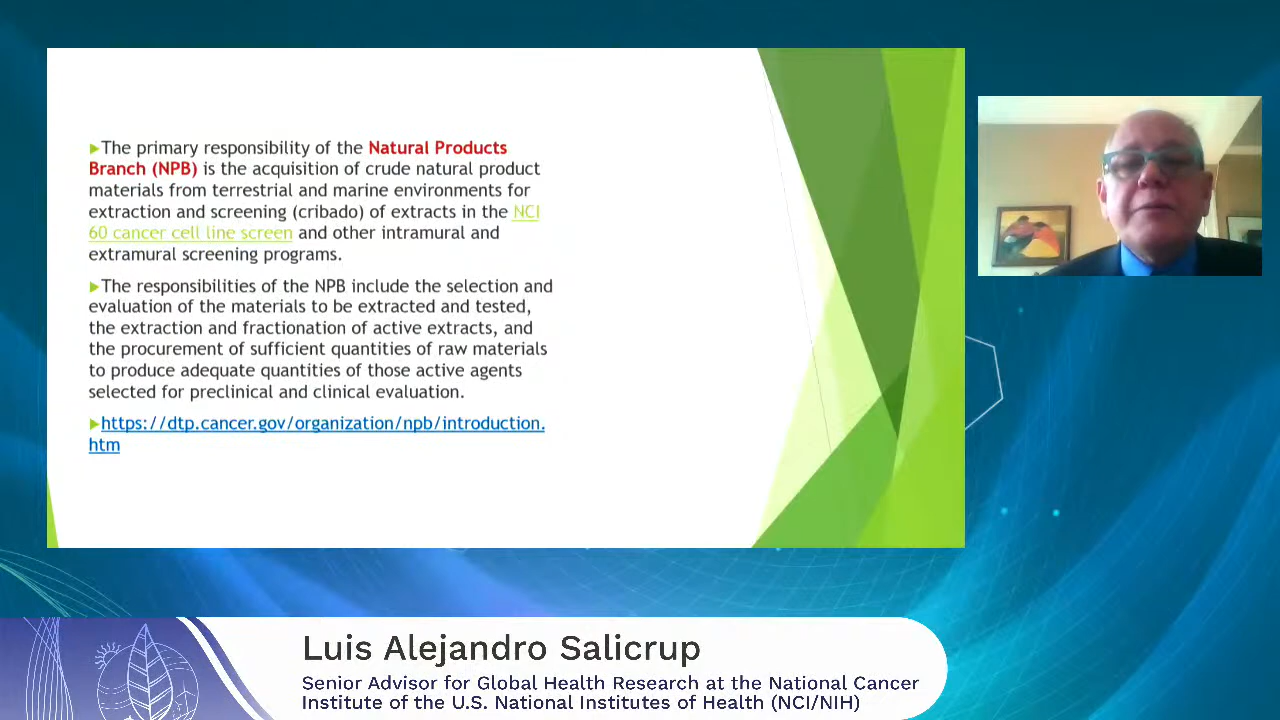 ▶The primary responsibility of the Natural Products
Branch (NPB) is the acquisition of crude natural product
materials from terrestrial and marine environments for
extraction and screening (cribado) of extracts in the NCI
60 cancer cell line screen and other intramural and
extramural screening programs.
▶The responsibilities of the NPB include the selection and
evaluation of the materials to be extracted and tested,
the extraction and fractionation of active extracts, and
the procurement of sufficient quantities of raw materials
to produce adequate quantities of those active agents
selected for preclinical and clinical evaluation.
▶https://dtp.cancer.gov/organization/npb/introduction.
htm
Luis Alejandro Salicrup
Senior Advisor for Global Health Research at the National Cancer
Institute of the U.S. National Institutes of Health (NCI/NIH)